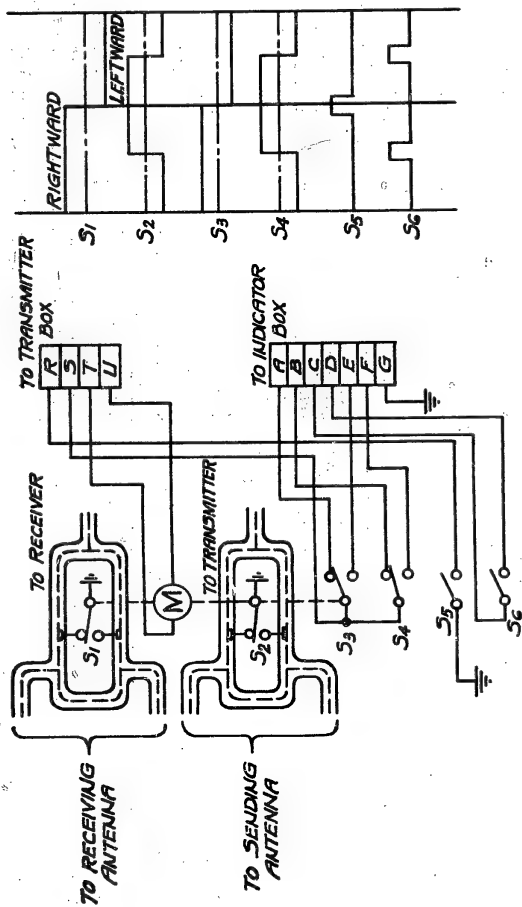 RIGHTWARD
LEFTWARD
S1
S2
S3
S4
S5
S6
TO TRANSMITTER
BOX
R
S
T
U
TO INDICATOR
BOX
A
B
C
D
E
F
G
TO RECEIVER
S1
M
TO TRANSMITTER
S2
S3
S4
S5
S6
TO RECEIVING
ANTENNA
TO SENDING
ANTENNA